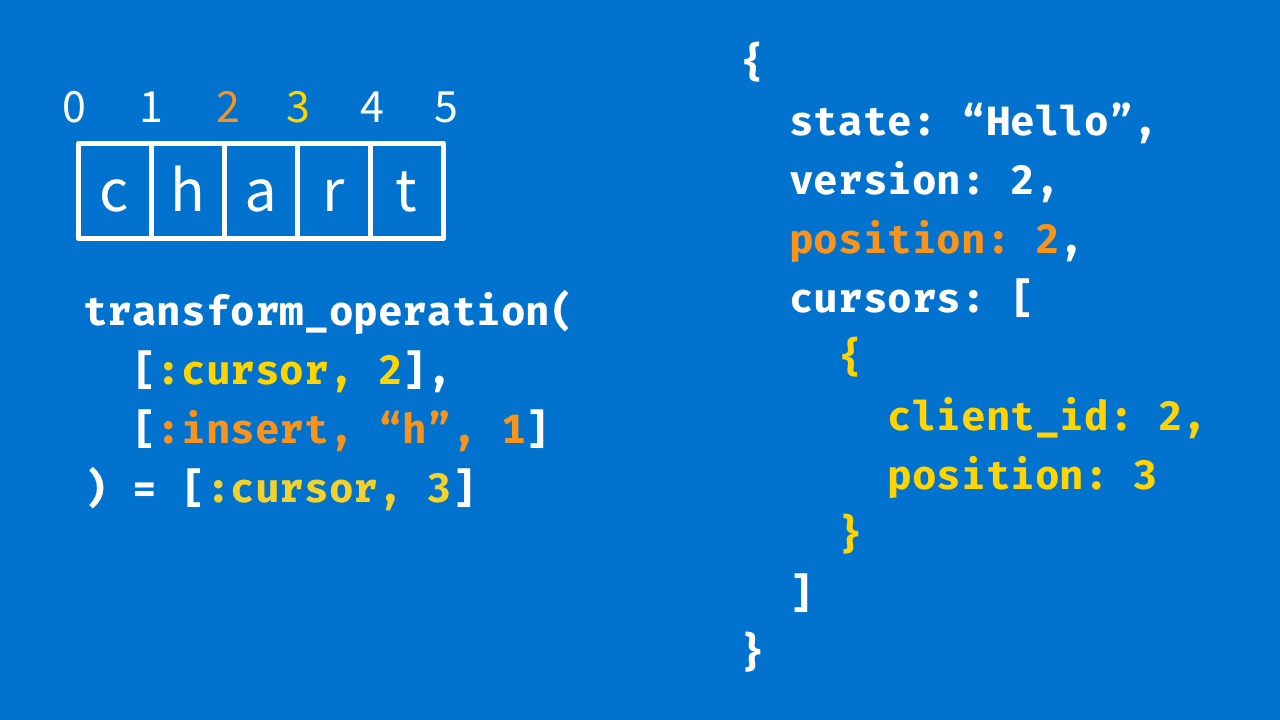 0 1 2 3 4 5
c h a r t
transform_operation(
  [:cursor, 2],
  [:insert, “h”, 1]
) = [:cursor, 3]
{
  state: “Hello”,
  version: 2,
  position: 2,
  cursors: [
    {
      client_id: 2,
      position: 3
    }
  ]
}